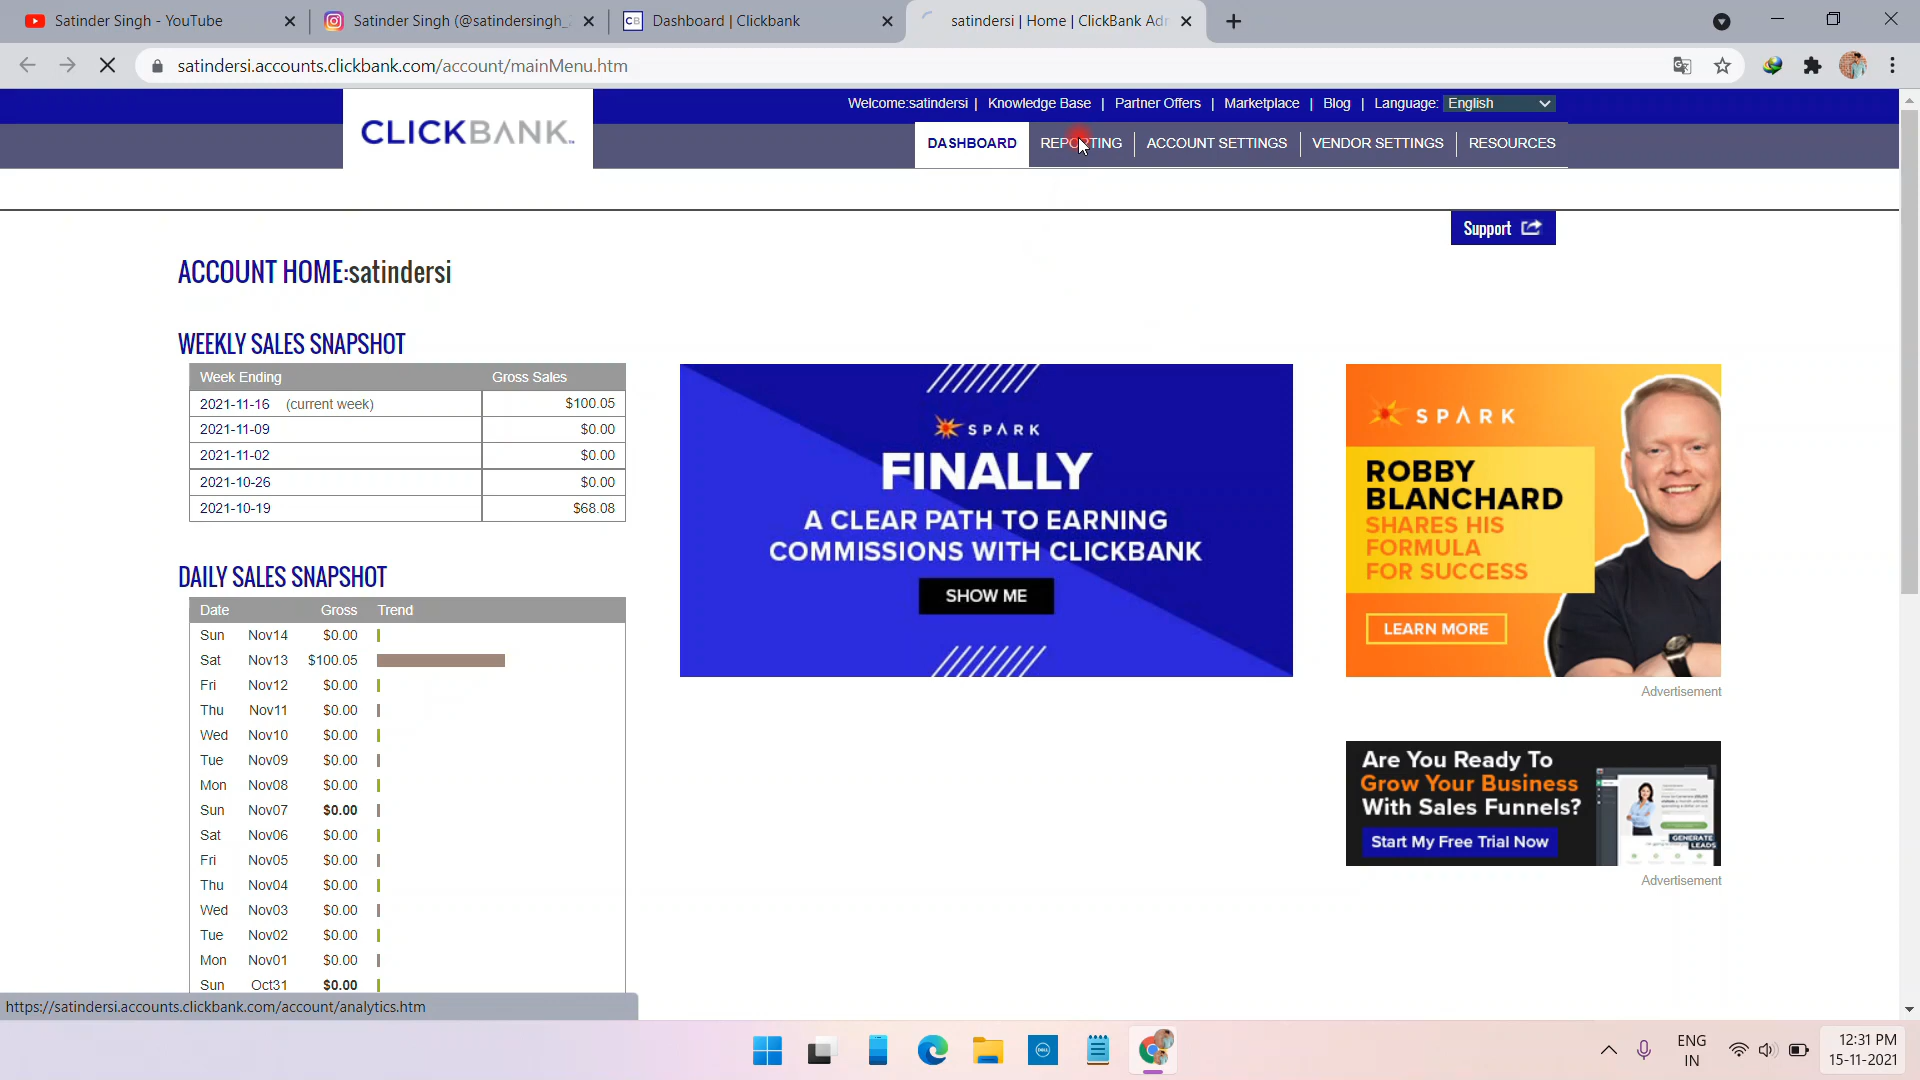 Satinder Singh - YouTube
Satinder Singh (@satindersingh_
CB Dashboard | Clickbank
satindersi | Home | ClickBank Adm
satindersi.accounts.clickbank.com/account/mainMenu.htm
Welcome:satindersi | Knowledge Base | Partner Offers | Marketplace | Blog | Language: English
CLICKBANK
DASHBOARD REPORTING ACCOUNT SETTINGS VENDOR SETTINGS RESOURCES
Support
ACCOUNT HOME:satindersi
WEEKLY SALES SNAPSHOT
Week Ending Gross Sales
2021-11-16 (current week) $100.05
2021-11-09 $0.00
2021-11-02 $0.00
2021-10-26 $0.00
2021-10-19 $68.08
SPARK
FINALLY
A CLEAR PATH TO EARNING
COMMISSIONS WITH CLICKBANK
SHOW ME
SPARK
ROBBY
BLANCHARD
SHARES HIS
FORMULA
FOR SUCCESS
LEARN MORE
Advertisement
DAILY SALES SNAPSHOT
Date Gross Trend
Sun Nov14 $0.00
Sat Nov13 $100.05
Fri Nov12 $0.00
Thu Nov11 $0.00
Wed Nov10 $0.00
Tue Nov09 $0.00
Mon Nov08 $0.00
Sun Nov07 $0.00
Sat Nov06 $0.00
Fri Nov05 $0.00
Thu Nov04 $0.00
Wed Nov03 $0.00
Tue Nov02 $0.00
Mon Nov01 $0.00
Sun Oct31 $0.00
Are You Ready To
Grow Your Business
With Sales Funnels?
Start My Free Trial Now
GENERATE
LEADS
Advertisement
https://satindersi.accounts.clickbank.com/account/analytics.htm
DELL
ENG
IN
12:31 PM
15-11-2021